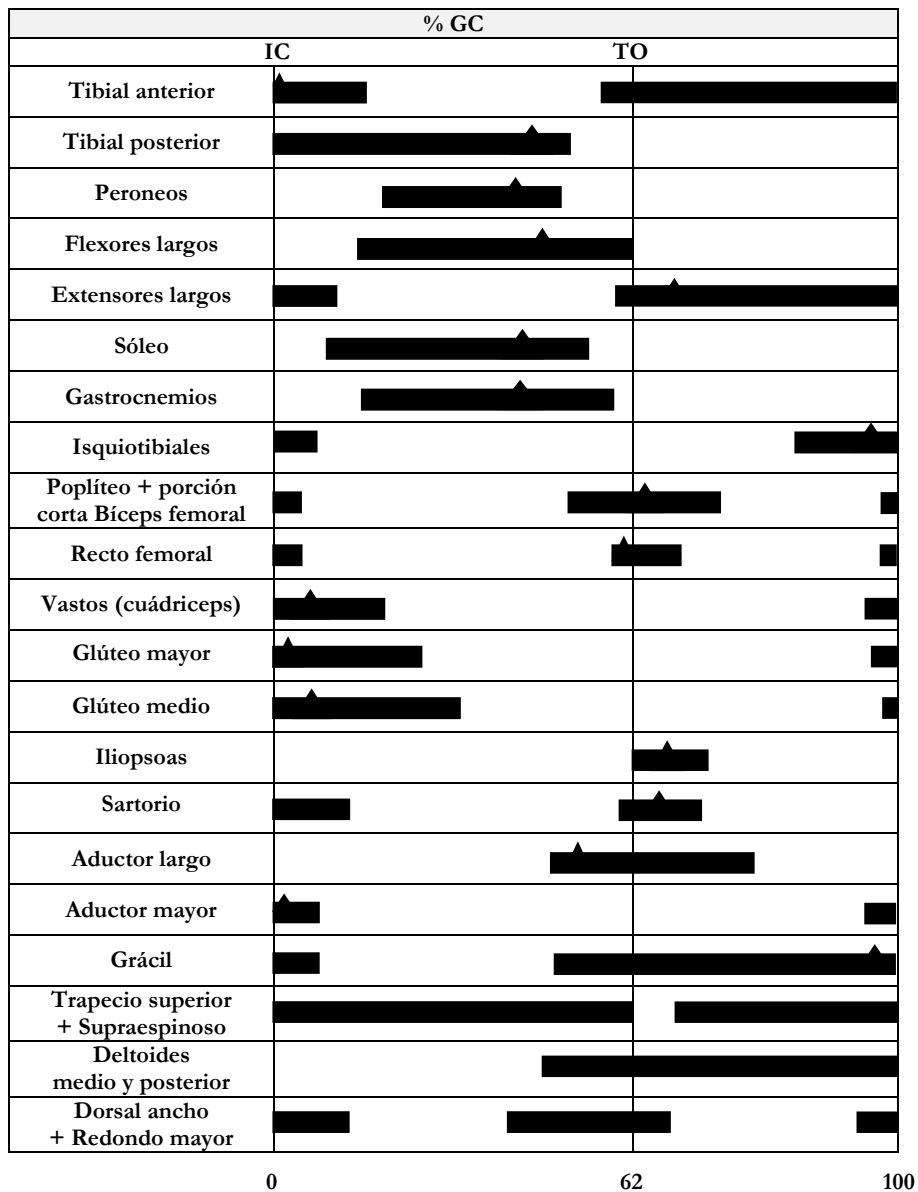 % GC
IC TO
Tibial anterior
Tibial posterior
Peroneos
Flexores largos
Extensores largos
Sóleo
Gastrocnemios
Isquiotibiales
Poplíteo + porción
corta Bíceps femoral
Recto femoral
Vastos (cuádriceps)
Glúteo mayor
Glúteo medio
Iliopsoas
Sartorio
Aductor largo
Aductor mayor
Grácil
Trapecio superior
+ Supraespinoso
Deltoides
medio y posterior
Dorsal ancho
+ Redondo mayor
0 62 100